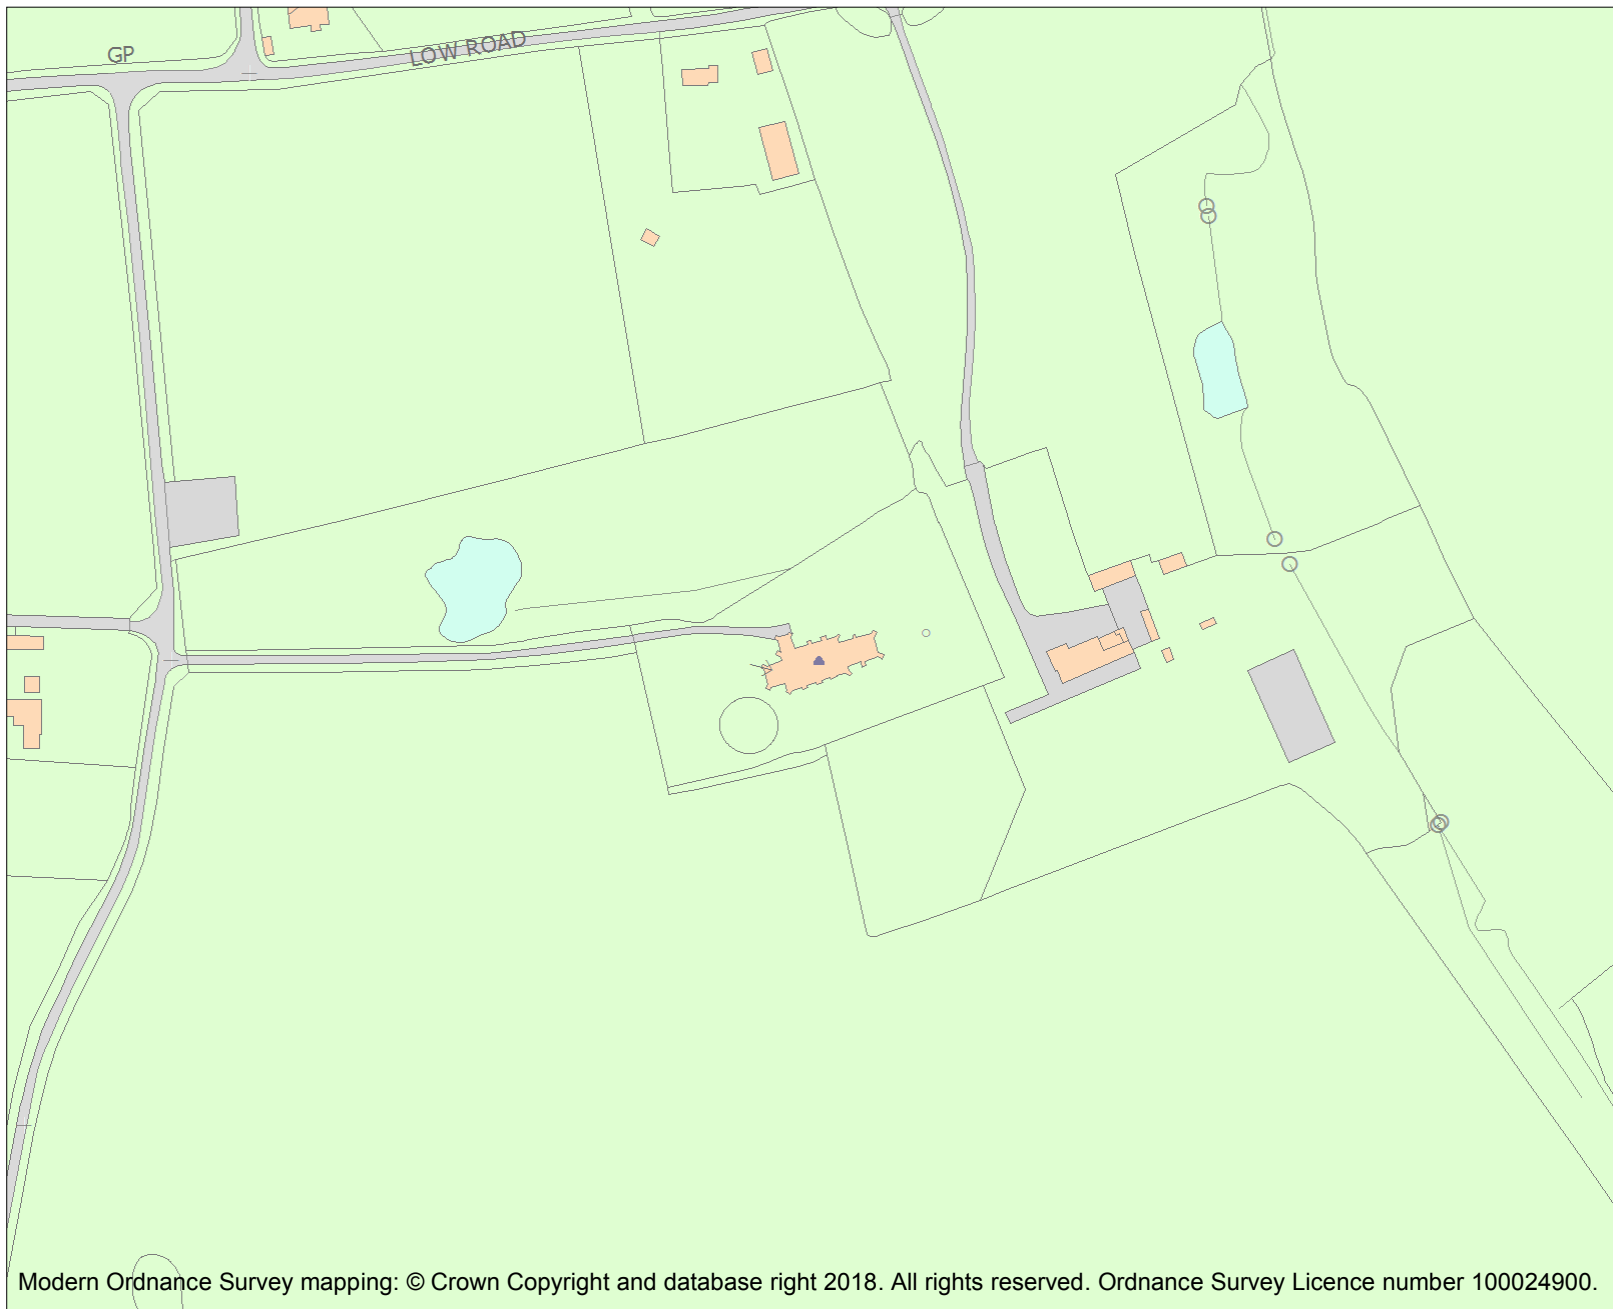 GP
LOW ROAD
Modern Ordnance Survey mapping: © Crown Copyright and database right 2018. All rights reserved. Ordnance Survey Licence number 100024900.